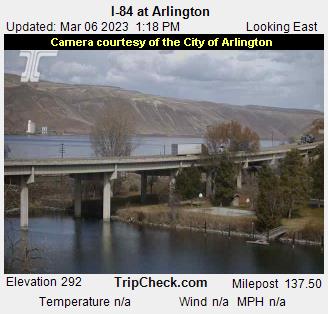 I-84 at Arlington
Updated: Mar 06 2023 1:18 PM Looking East
Camera courtesy of the City of Arlington
Elevation 292 TripCheck.com Milepost 137.50
Temperature n/a Wind n/a MPH n/a